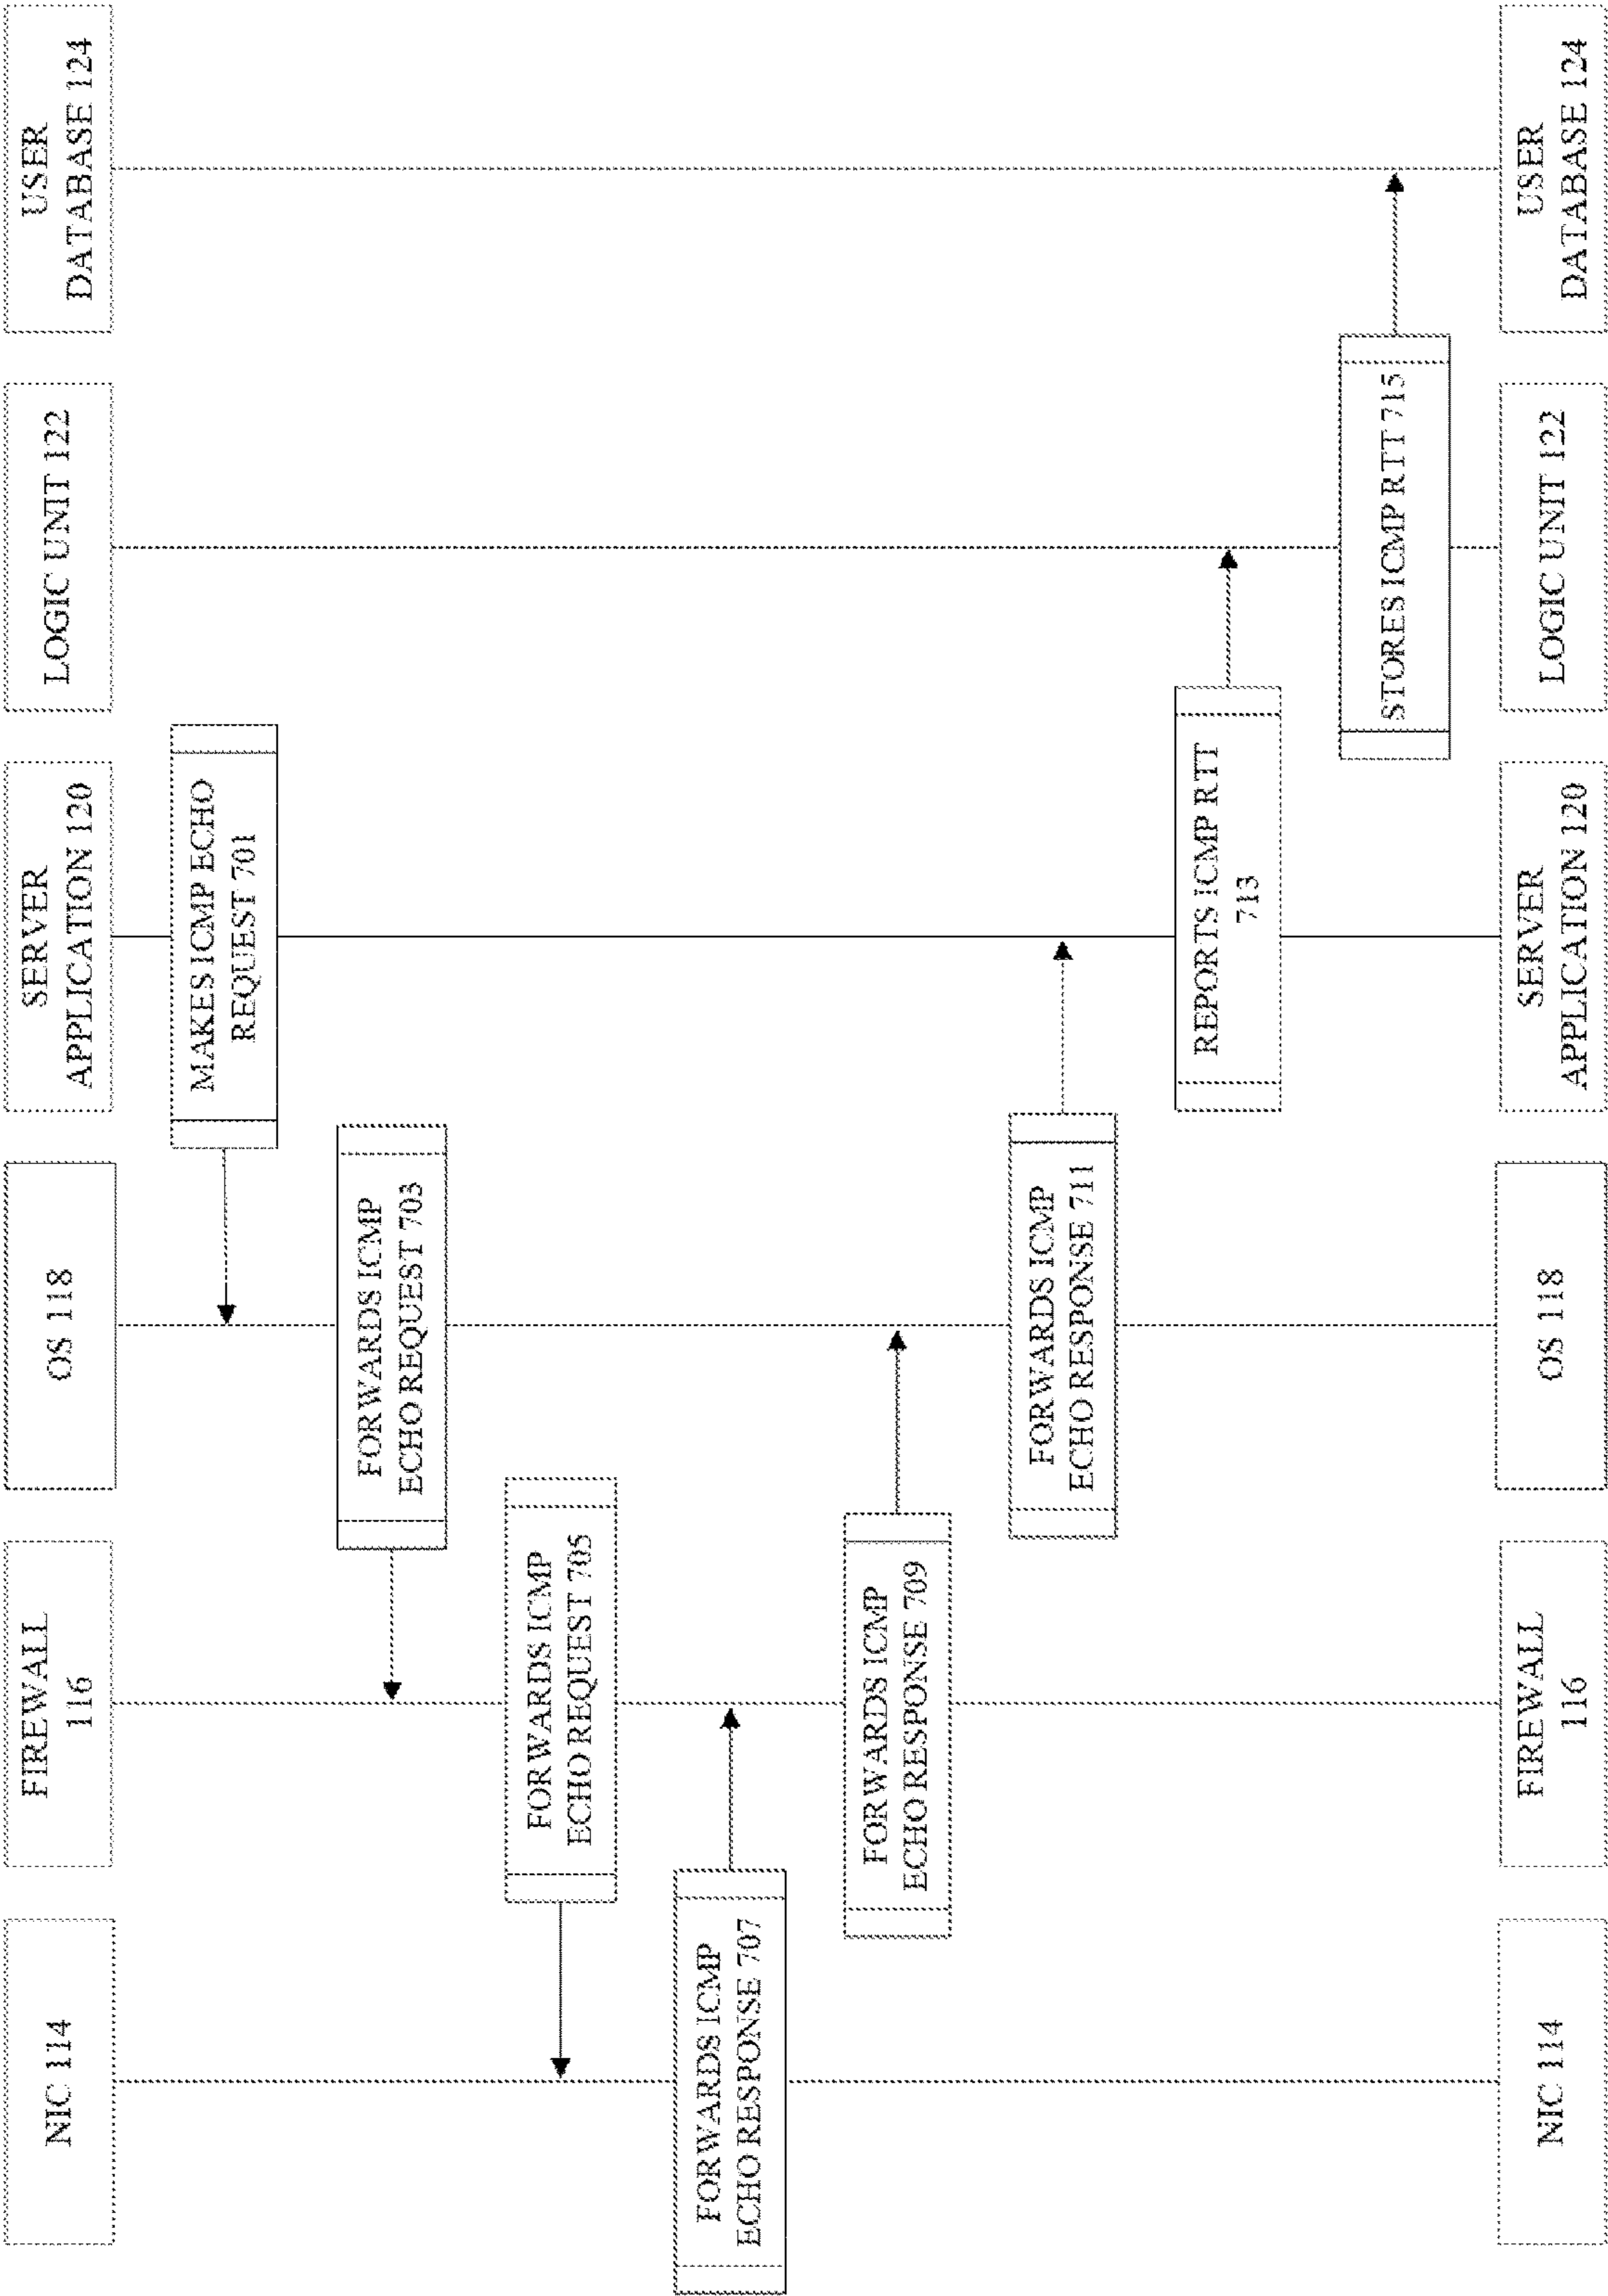 NIC 114
FIREWALL
116
OS 118
SERVER
APPLICATION 120
LOGIC UNIT 122
USER
DATABASE 124
MAKES ICMP ECHO
REQUEST 701
FORWARDS ICMP
ECHO REQUEST 703
FORWARDS ICMP
ECHO REQUEST 705
FORWARDS ICMP
ECHO RESPONSE 707
FORWARDS ICMP
ECHO RESPONSE 709
FORWARDS ICMP
ECHO RESPONSE 711
REPORTS ICMP RTT
713
STORES ICMP RTT 715
NIC 114
FIREWALL
116
OS 118
SERVER
APPLICATION 120
LOGIC UNIT 122
USER
DATABASE 124